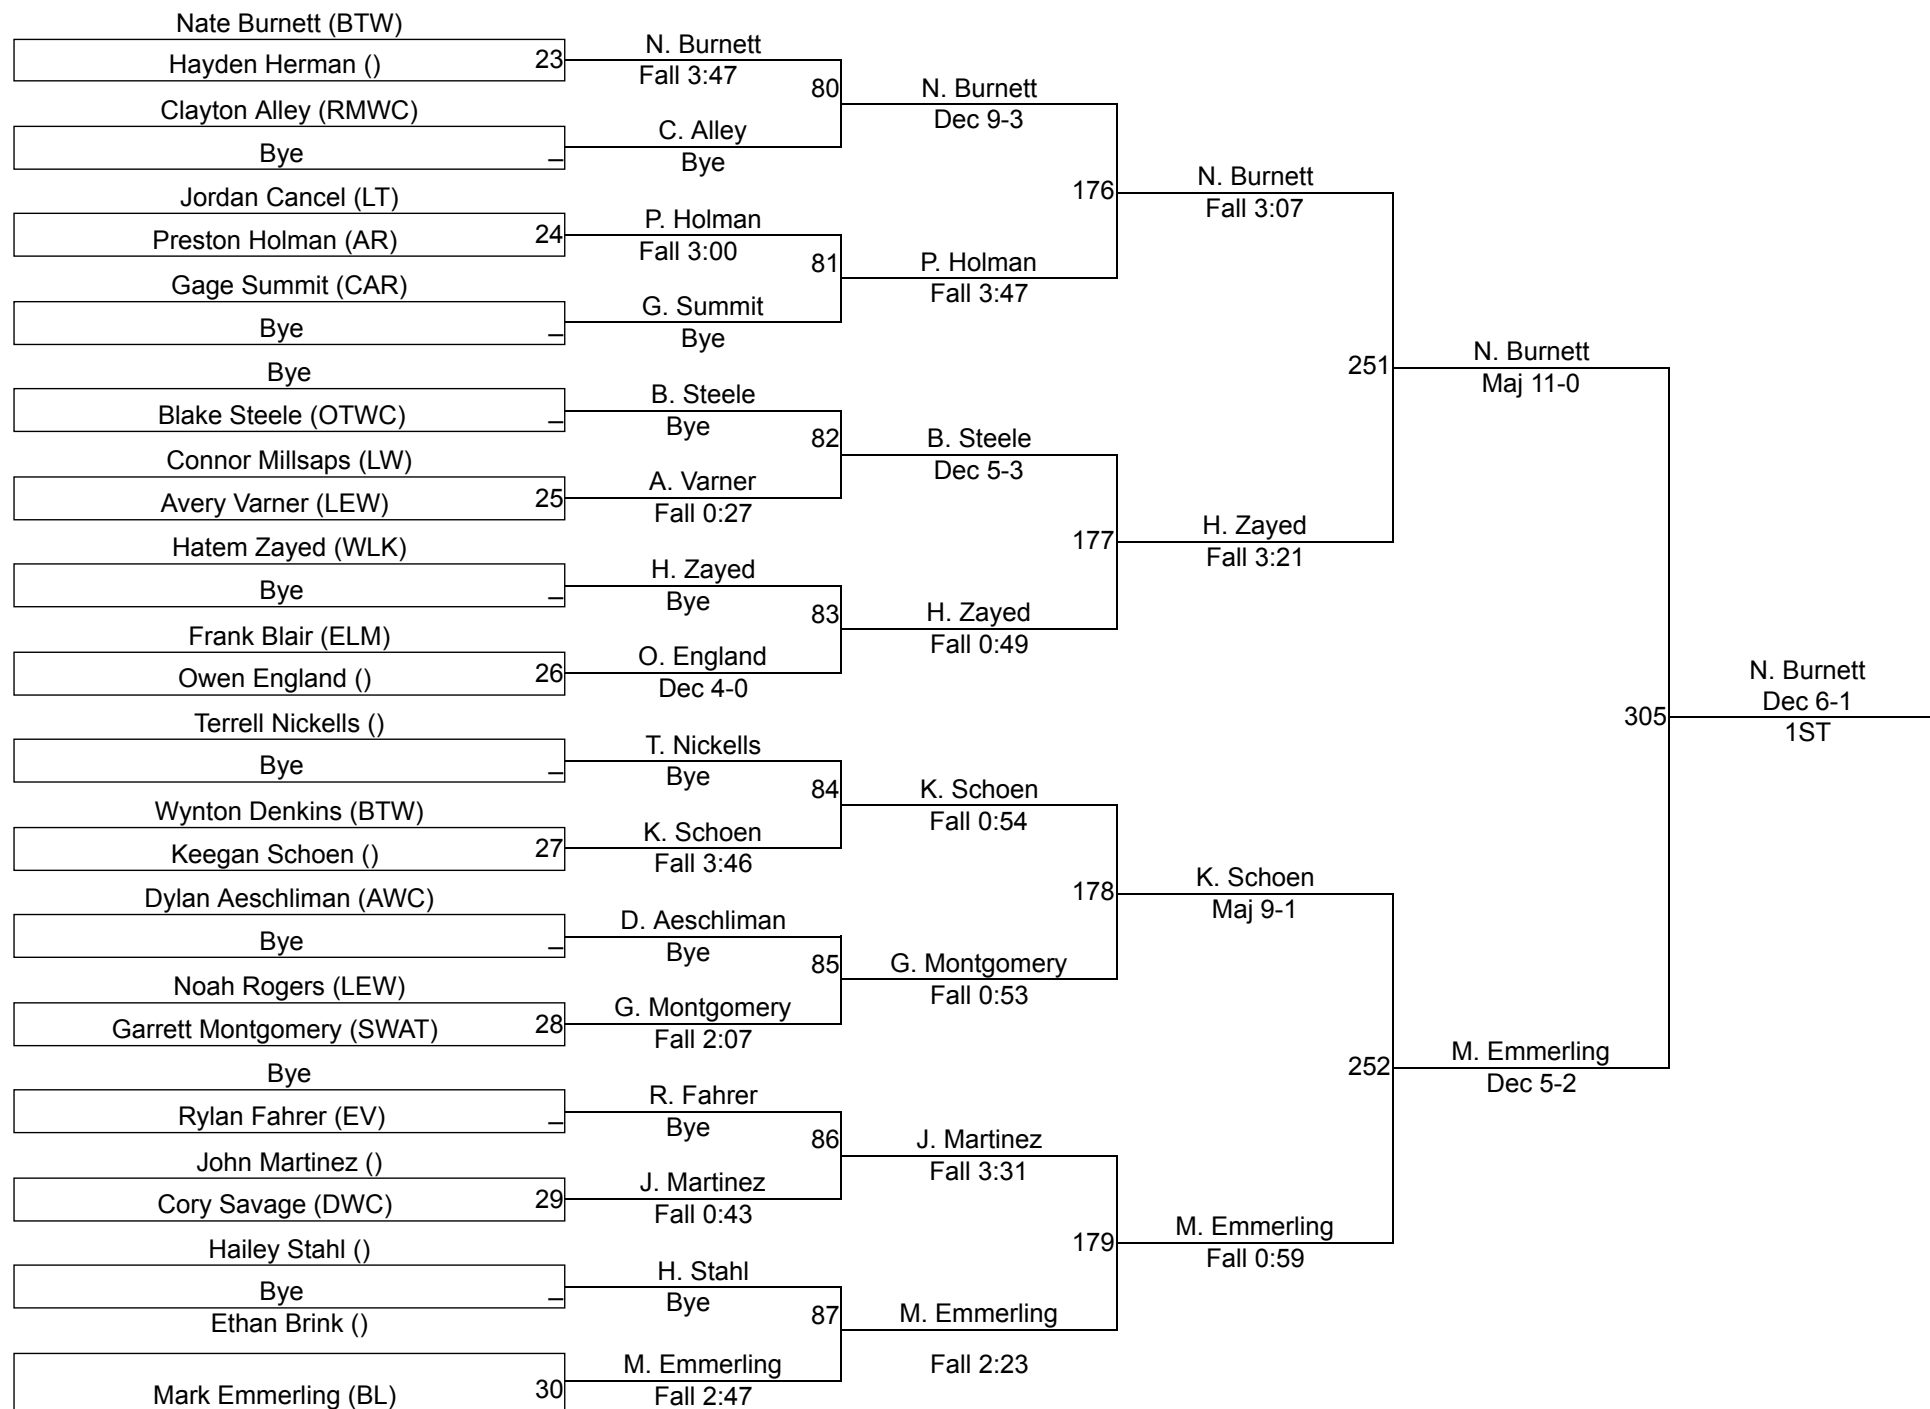 Nate Burnett (BTW)
Hayden Herman ()
23
Clayton Alley (RMWC)
Bye
_
Jordan Cancel (LT)
Preston Holman (AR)
24
Gage Summit (CAR)
Bye
_
Bye
Blake Steele (OTWC)
_
Connor Millsaps (LW)
Avery Varner (LEW)
25
Hatem Zayed (WLK)
Bye
_
Frank Blair (ELM)
Owen England ()
26
Terrell Nickells ()
Bye
_
Wynton Denkins (BTW)
Keegan Schoen ()
27
Dylan Aeschliman (AWC)
Bye
_
Noah Rogers (LEW)
Garrett Montgomery (SWAT)
28
Bye
Rylan Fahrer (EV)
_
John Martinez ()
Cory Savage (DWC)
29
Hailey Stahl ()
Bye
_
Ethan Brink ()
Mark Emmerling (BL)
30
N. Burnett
Fall 3:47
80
C. Alley
Bye
P. Holman
Fall 3:00
81
G. Summit
Bye
B. Steele
Bye
82
A. Varner
Fall 0:27
H. Zayed
Bye
83
O. England
Dec 4-0
T. Nickells
Bye
84
K. Schoen
Fall 3:46
D. Aeschliman
Bye
85
G. Montgomery
Fall 2:07
R. Fahrer
Bye
86
J. Martinez
Fall 0:43
H. Stahl
Bye
87
M. Emmerling
Fall 2:47
N. Burnett
Dec 9-3
176
P. Holman
Fall 3:47
B. Steele
Dec 5-3
177
H. Zayed
Fall 0:49
K. Schoen
Fall 0:54
178
G. Montgomery
Fall 0:53
J. Martinez
Fall 3:31
179
M. Emmerling
Fall 2:23
N. Burnett
Fall 3:07
251
H. Zayed
Fall 3:21
K. Schoen
Maj 9-1
252
M. Emmerling
Fall 0:59
N. Burnett
Maj 11-0
305
M. Emmerling
Dec 5-2
N. Burnett
Dec 6-1
1ST